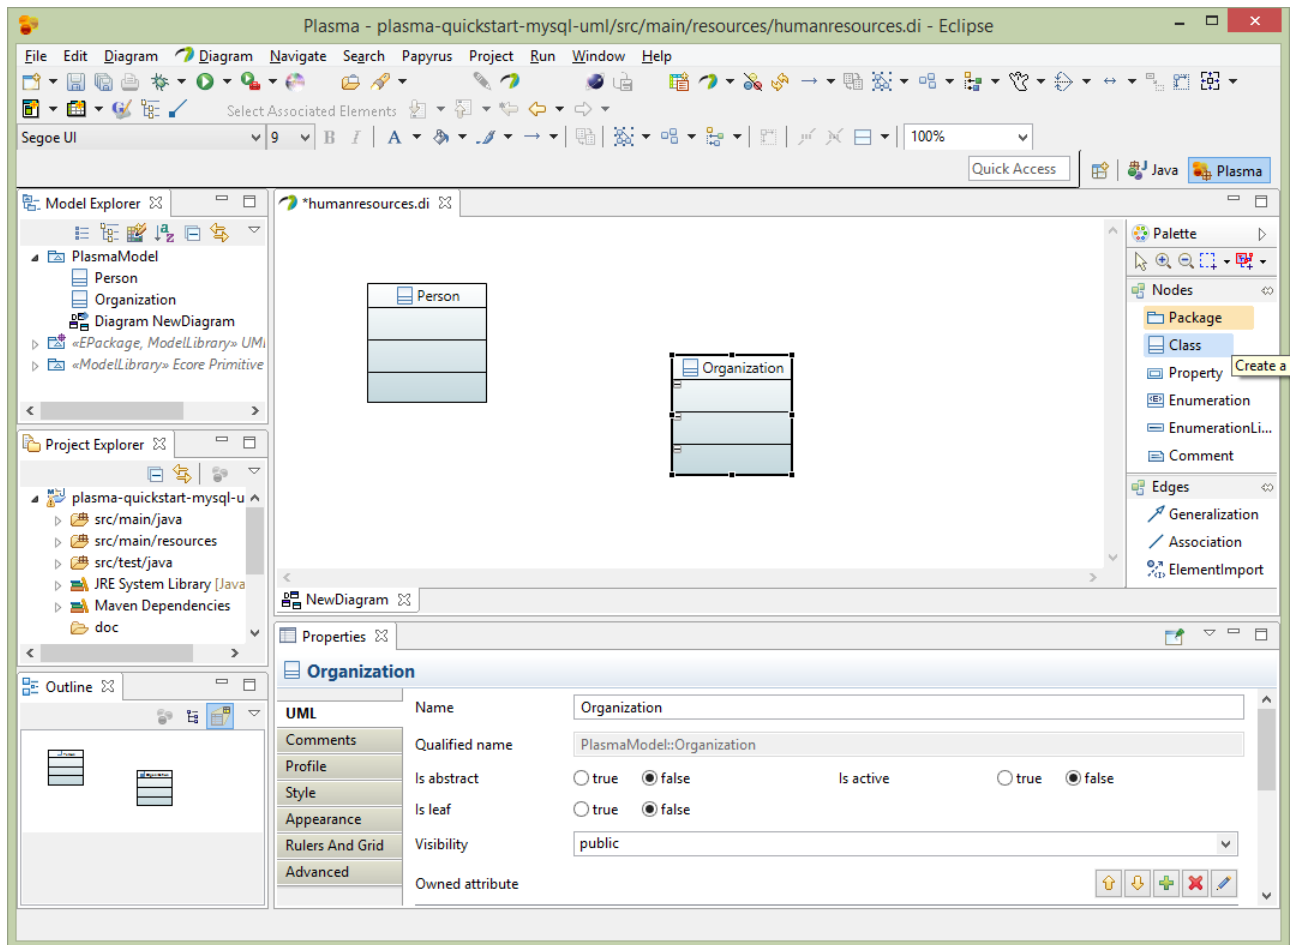 Plasma - plasma-quickstart-mysql-uml/src/main/resources/humanresources.di - Eclipse
File Edit Diagram Diagram Navigate Search Papyrus Project Run Window Help
Select Associated Elements
Segoe UI 9 B I A 100%
Quick Access Java Plasma
Model Explorer
PlasmaModel
Person
Organization
Diagram NewDiagram
«EPackage, ModelLibrary» UMI
«ModelLibrary» Ecore Primitive
Project Explorer
plasma-quickstart-mysql-u
src/main/java
src/main/resources
src/test/java
JRE System Library [Java
Maven Dependencies
doc
Outline
*humanresources.di
Person
Organization
NewDiagram
Palette
Nodes
Package
Class
Create a
Property
Enumeration
EnumerationLi...
Comment
Edges
Generalization
Association
ElementImport
Properties
Organization
UML
Comments
Profile
Style
Appearance
Rulers And Grid
Advanced
Name Organization
Qualified name PlasmaModel::Organization
Is abstract true false Is active true false
Is leaf true false
Visibility public
Owned attribute